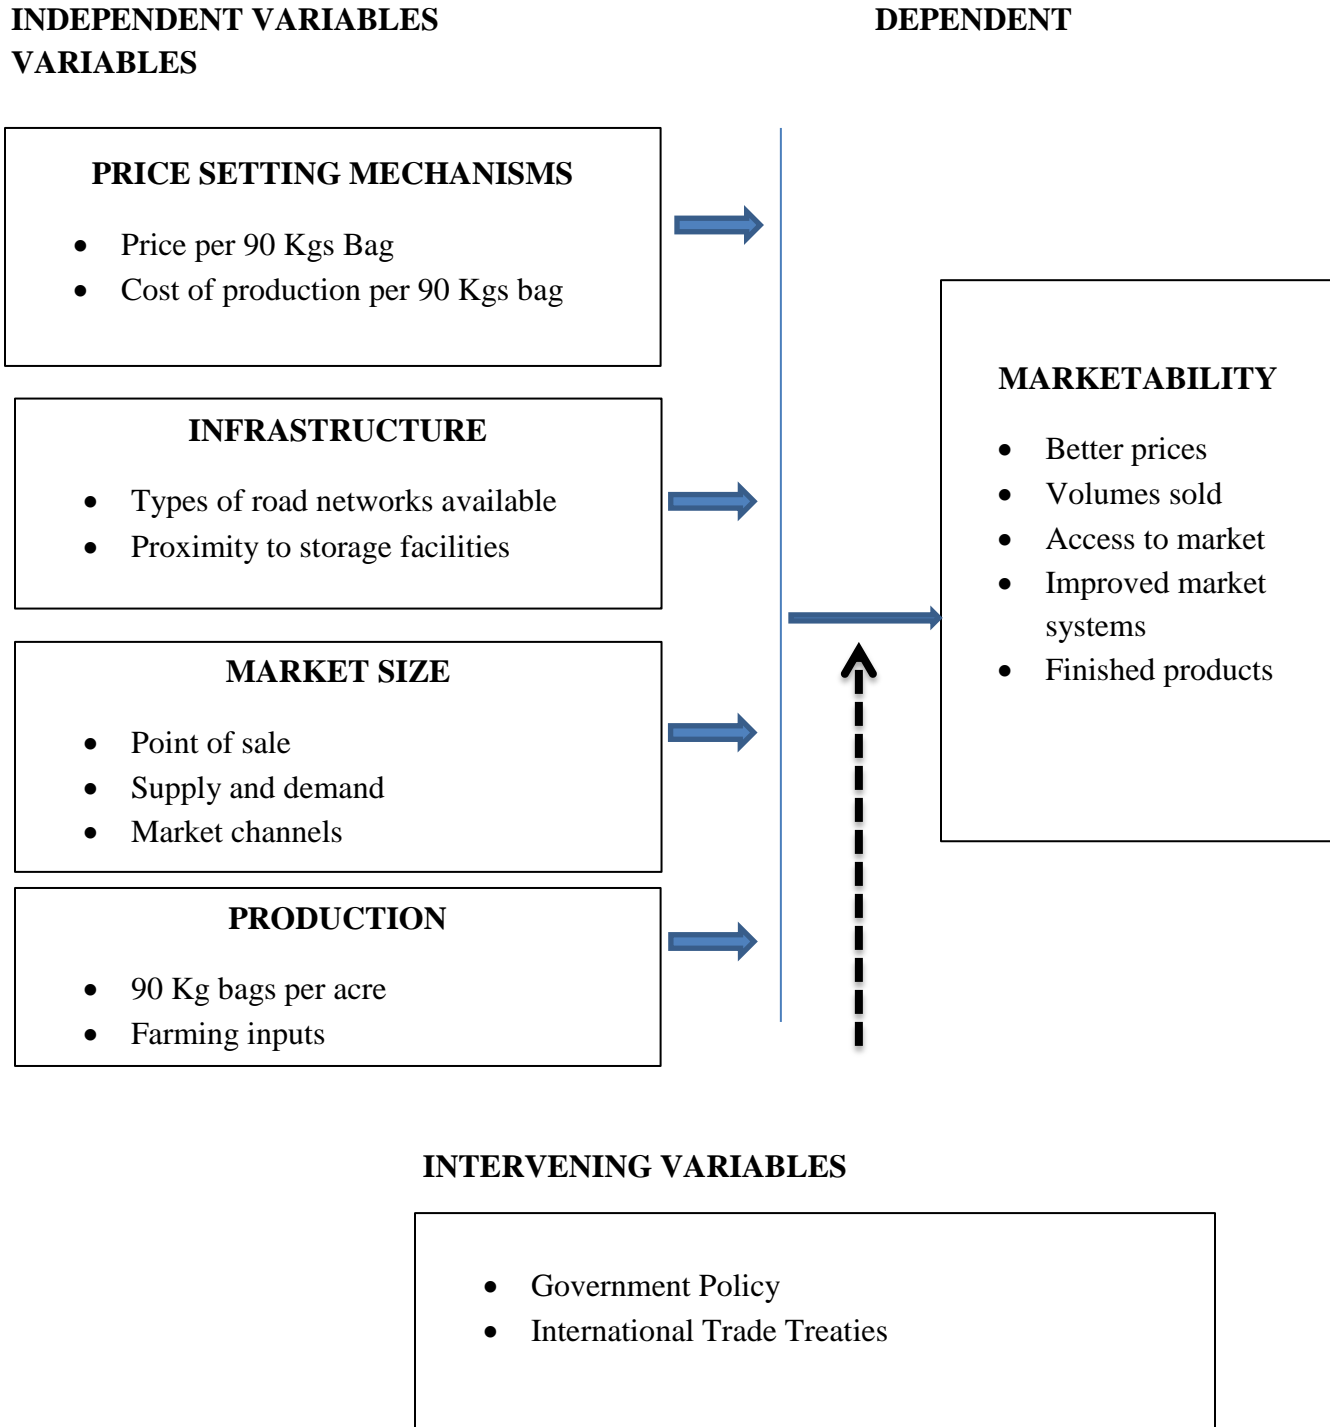 INDEPENDENT VARIABLES DEPENDENT
VARIABLES
PRICE SETTING MECHANISMS
• Price per 90 Kgs Bag
• Cost of production per 90 Kgs bag
INFRASTRUCTURE
• Types of road networks available
• Proximity to storage facilities
MARKET SIZE
• Point of sale
• Supply and demand
• Market channels
PRODUCTION
• 90 Kg bags per acre
• Farming inputs
MARKETABILITY
• Better prices
• Volumes sold
• Access to market
• Improved market
systems
• Finished products
INTERVENING VARIABLES
• Government Policy
• International Trade Treaties